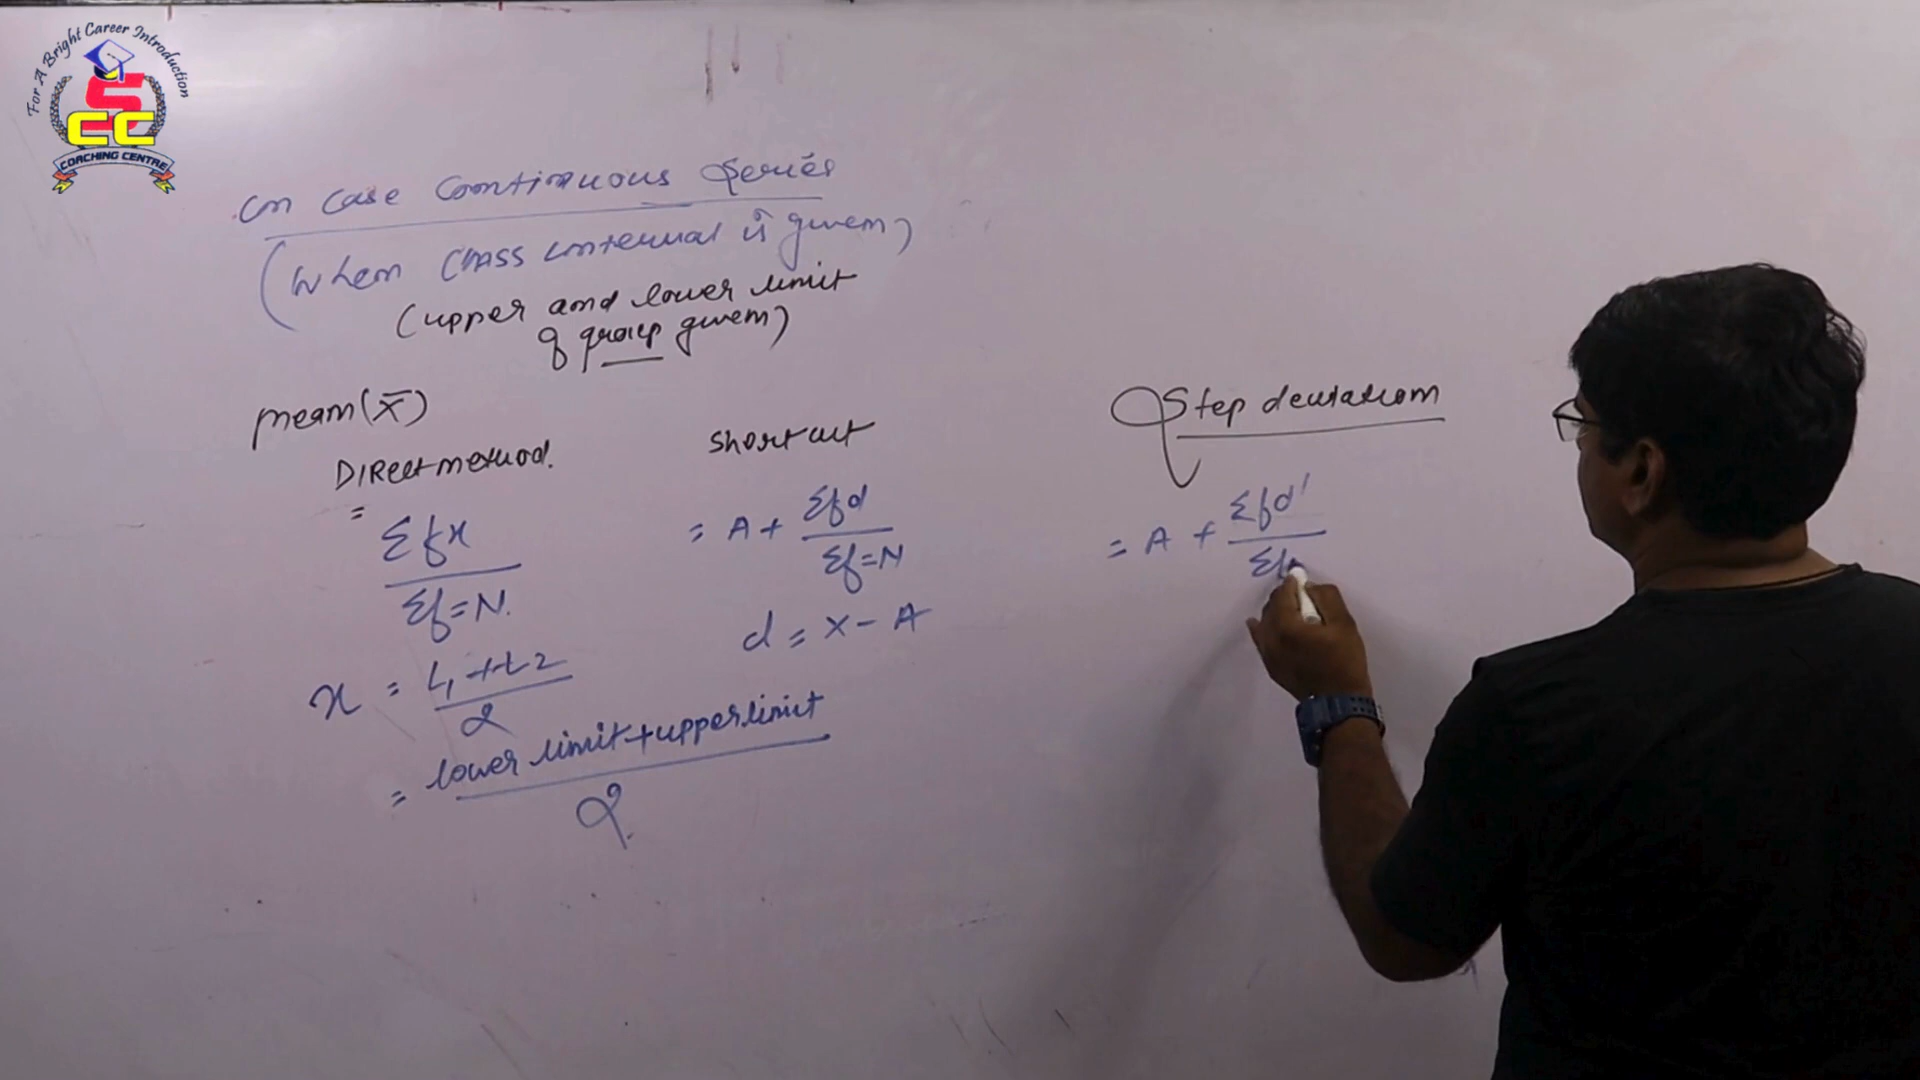 For A Bright Career Introduction
S
CC
COACHING CENTRE
In case Continuous Series
(When class interval is given)
(upper and lower limit
of group given)
mean (x̄)
Direct method.
= Σfx
Σf=N.
x = L1+L2
2
= lower limit+upper limit
2.
Short cut
= A + Σfd
Σf=N
d = x - A
Step deviation
= A + Σfd'
Σf